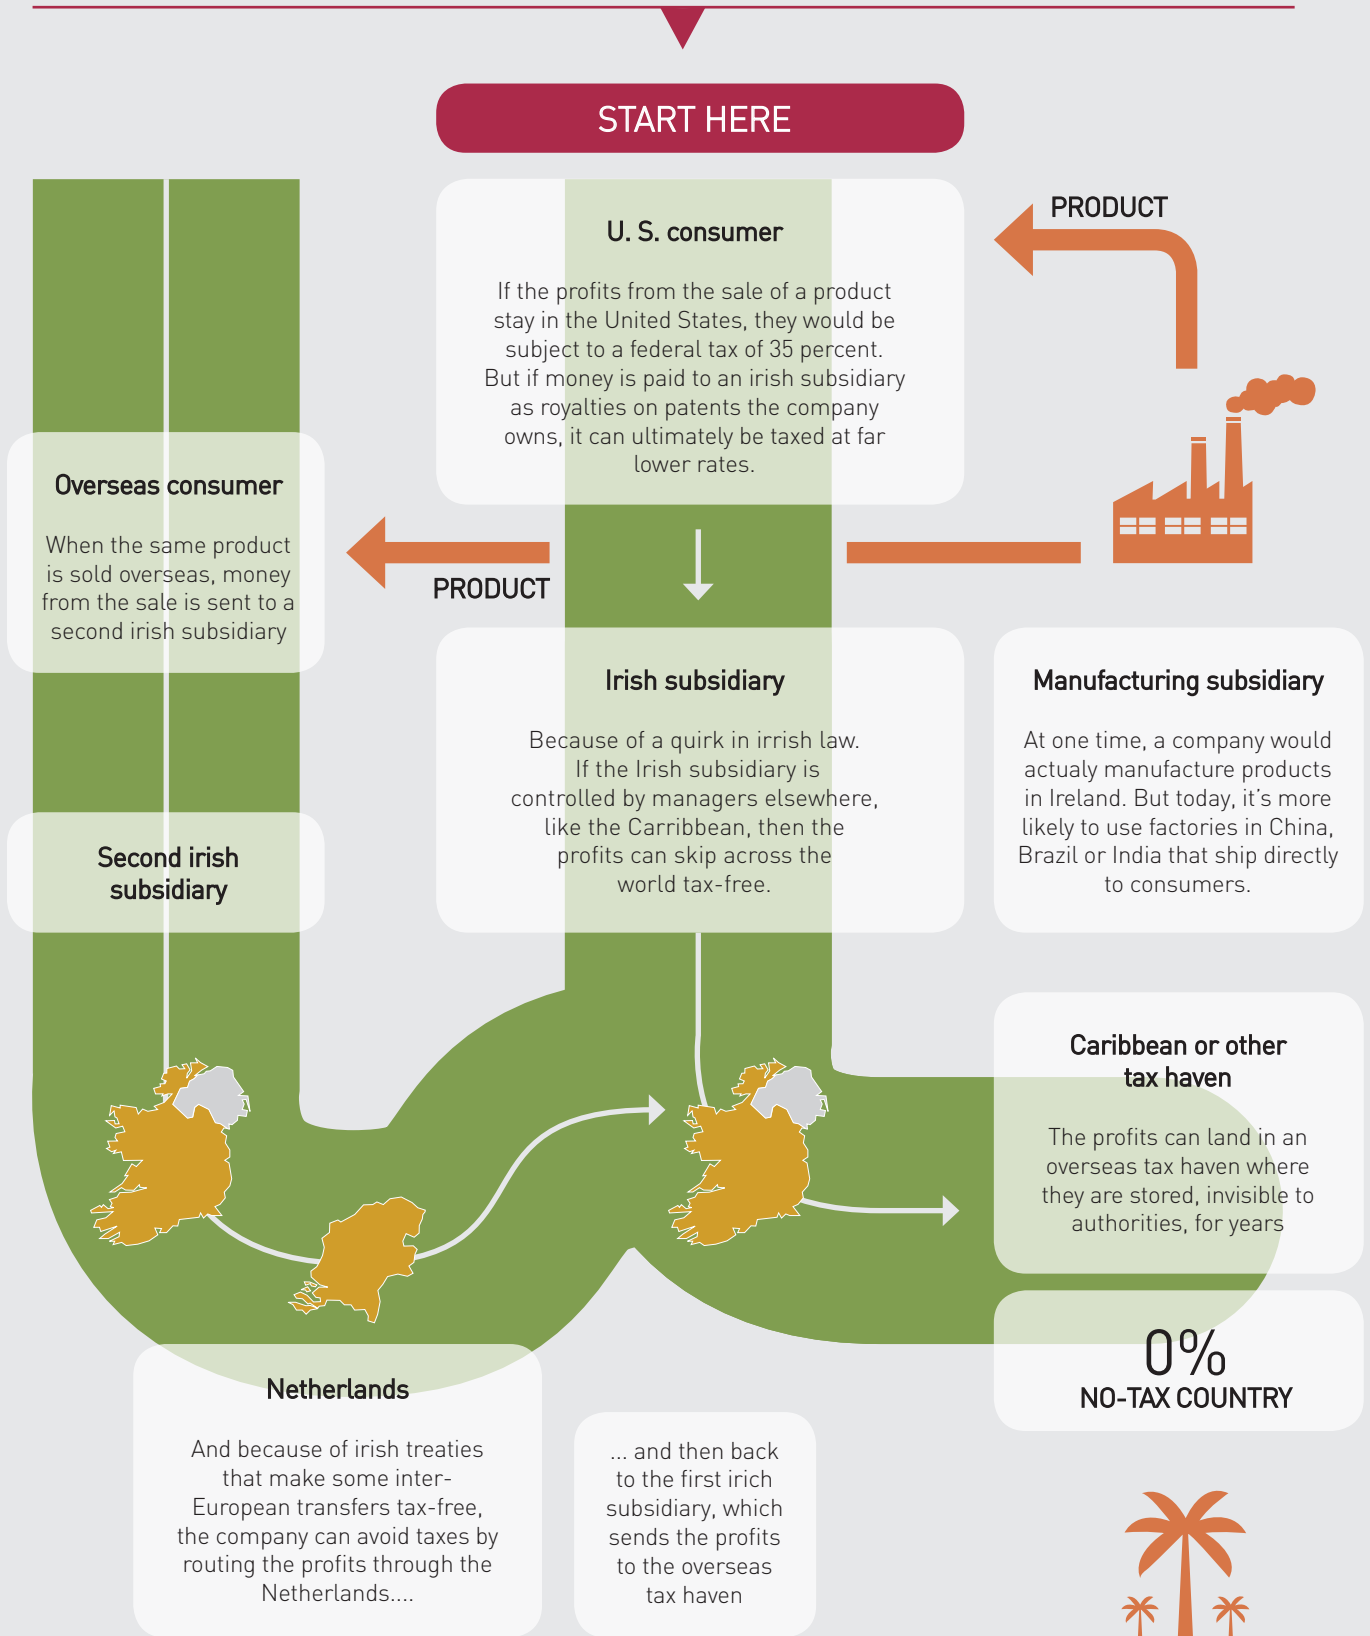 START HERE
PRODUCT
U. S. consumer
If the profits from the sale of a product
stay in the United States, they would be
subject to a federal tax of 35 percent.
But if money is paid to an irish subsidiary
as royalties on patents the company
owns, it can ultimately be taxed at far
lower rates.
Overseas consumer
When the same product
is sold overseas, money
from the sale is sent to a
second irish subsidiary
PRODUCT
Irish subsidiary
Because of a quirk in irrish law.
If the Irish subsidiary is
controlled by managers elsewhere,
like the Carribbean, then the
profits can skip across the
world tax-free.
Manufacturing subsidiary
At one time, a company would
actualy manufacture products
in Ireland. But today, it's more
likely to use factories in China,
Brazil or India that ship directly
to consumers.
Second irish
subsidiary
Caribbean or other
tax haven
The profits can land in an
overseas tax haven where
they are stored, invisible to
authorities, for years
0%
NO-TAX COUNTRY
Netherlands
And because of irish treaties
that make some inter-
European transfers tax-free,
the company can avoid taxes by
routing the profits through the
Netherlands....
... and then back
to the first irich
subsidiary, which
sends the profits
to the overseas
tax haven